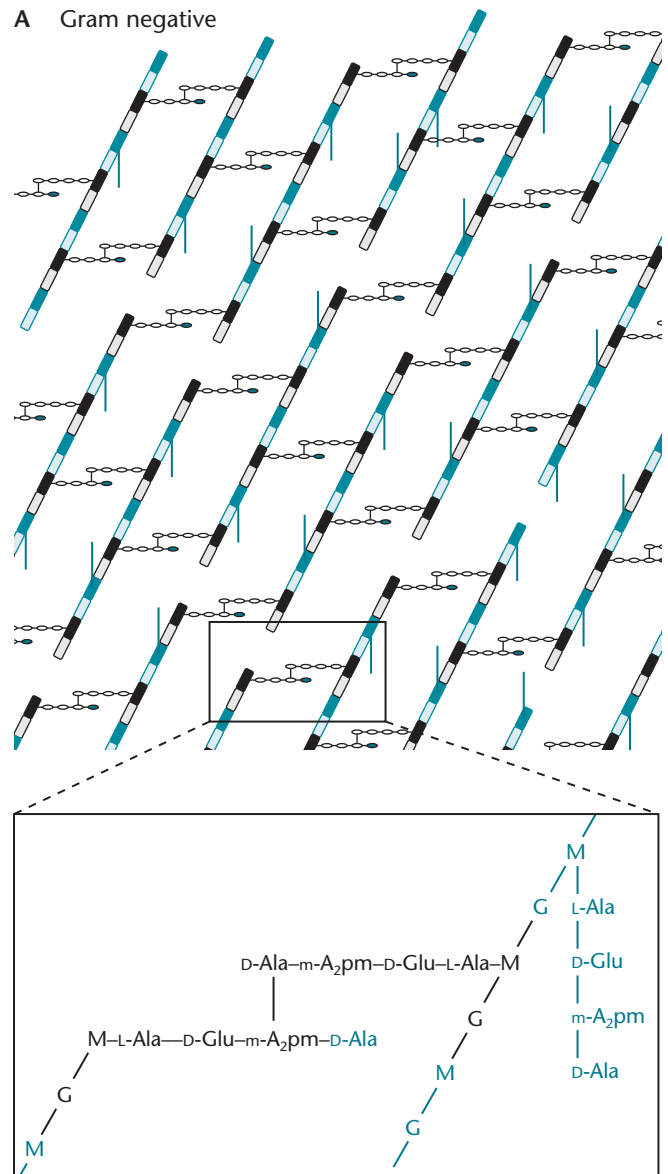 A Gram negative
M
G L-Ala
D-Ala–m-A₂pm–D-Glu–L-Ala–M D-Glu
G m-A₂pm
M–L-Ala—D-Glu–m-A₂pm–D-Ala
M D-Ala
G
G
M